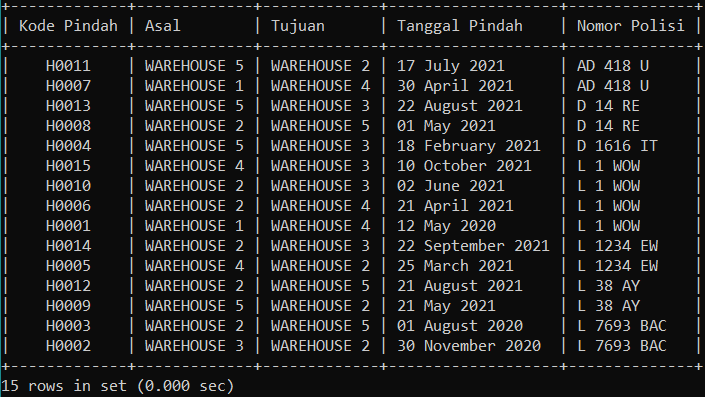 +-------------+-------------+-------------+-------------------+--------------+
| Kode Pindah | Asal        | Tujuan      | Tanggal Pindah    | Nomor Polisi |
+-------------+-------------+-------------+-------------------+--------------+
|    H0011    | WAREHOUSE 5 | WAREHOUSE 2 | 17 July 2021      | AD 418 U     |
|    H0007    | WAREHOUSE 1 | WAREHOUSE 4 | 30 April 2021     | AD 418 U     |
|    H0013    | WAREHOUSE 5 | WAREHOUSE 3 | 22 August 2021    | D 14 RE      |
|    H0008    | WAREHOUSE 2 | WAREHOUSE 5 | 01 May 2021       | D 14 RE      |
|    H0004    | WAREHOUSE 5 | WAREHOUSE 3 | 18 February 2021  | D 1616 IT    |
|    H0015    | WAREHOUSE 4 | WAREHOUSE 3 | 10 October 2021   | L 1 WOW      |
|    H0010    | WAREHOUSE 2 | WAREHOUSE 3 | 02 June 2021      | L 1 WOW      |
|    H0006    | WAREHOUSE 2 | WAREHOUSE 4 | 21 April 2021     | L 1 WOW      |
|    H0001    | WAREHOUSE 1 | WAREHOUSE 4 | 12 May 2020       | L 1 WOW      |
|    H0014    | WAREHOUSE 2 | WAREHOUSE 3 | 22 September 2021 | L 1234 EW    |
|    H0005    | WAREHOUSE 4 | WAREHOUSE 2 | 25 March 2021     | L 1234 EW    |
|    H0012    | WAREHOUSE 2 | WAREHOUSE 5 | 21 August 2021    | L 38 AY      |
|    H0009    | WAREHOUSE 5 | WAREHOUSE 2 | 21 May 2021       | L 38 AY      |
|    H0003    | WAREHOUSE 2 | WAREHOUSE 5 | 01 August 2020    | L 7693 BAC   |
|    H0002    | WAREHOUSE 3 | WAREHOUSE 2 | 30 November 2020  | L 7693 BAC   |
+-------------+-------------+-------------+-------------------+--------------+
15 rows in set (0.000 sec)